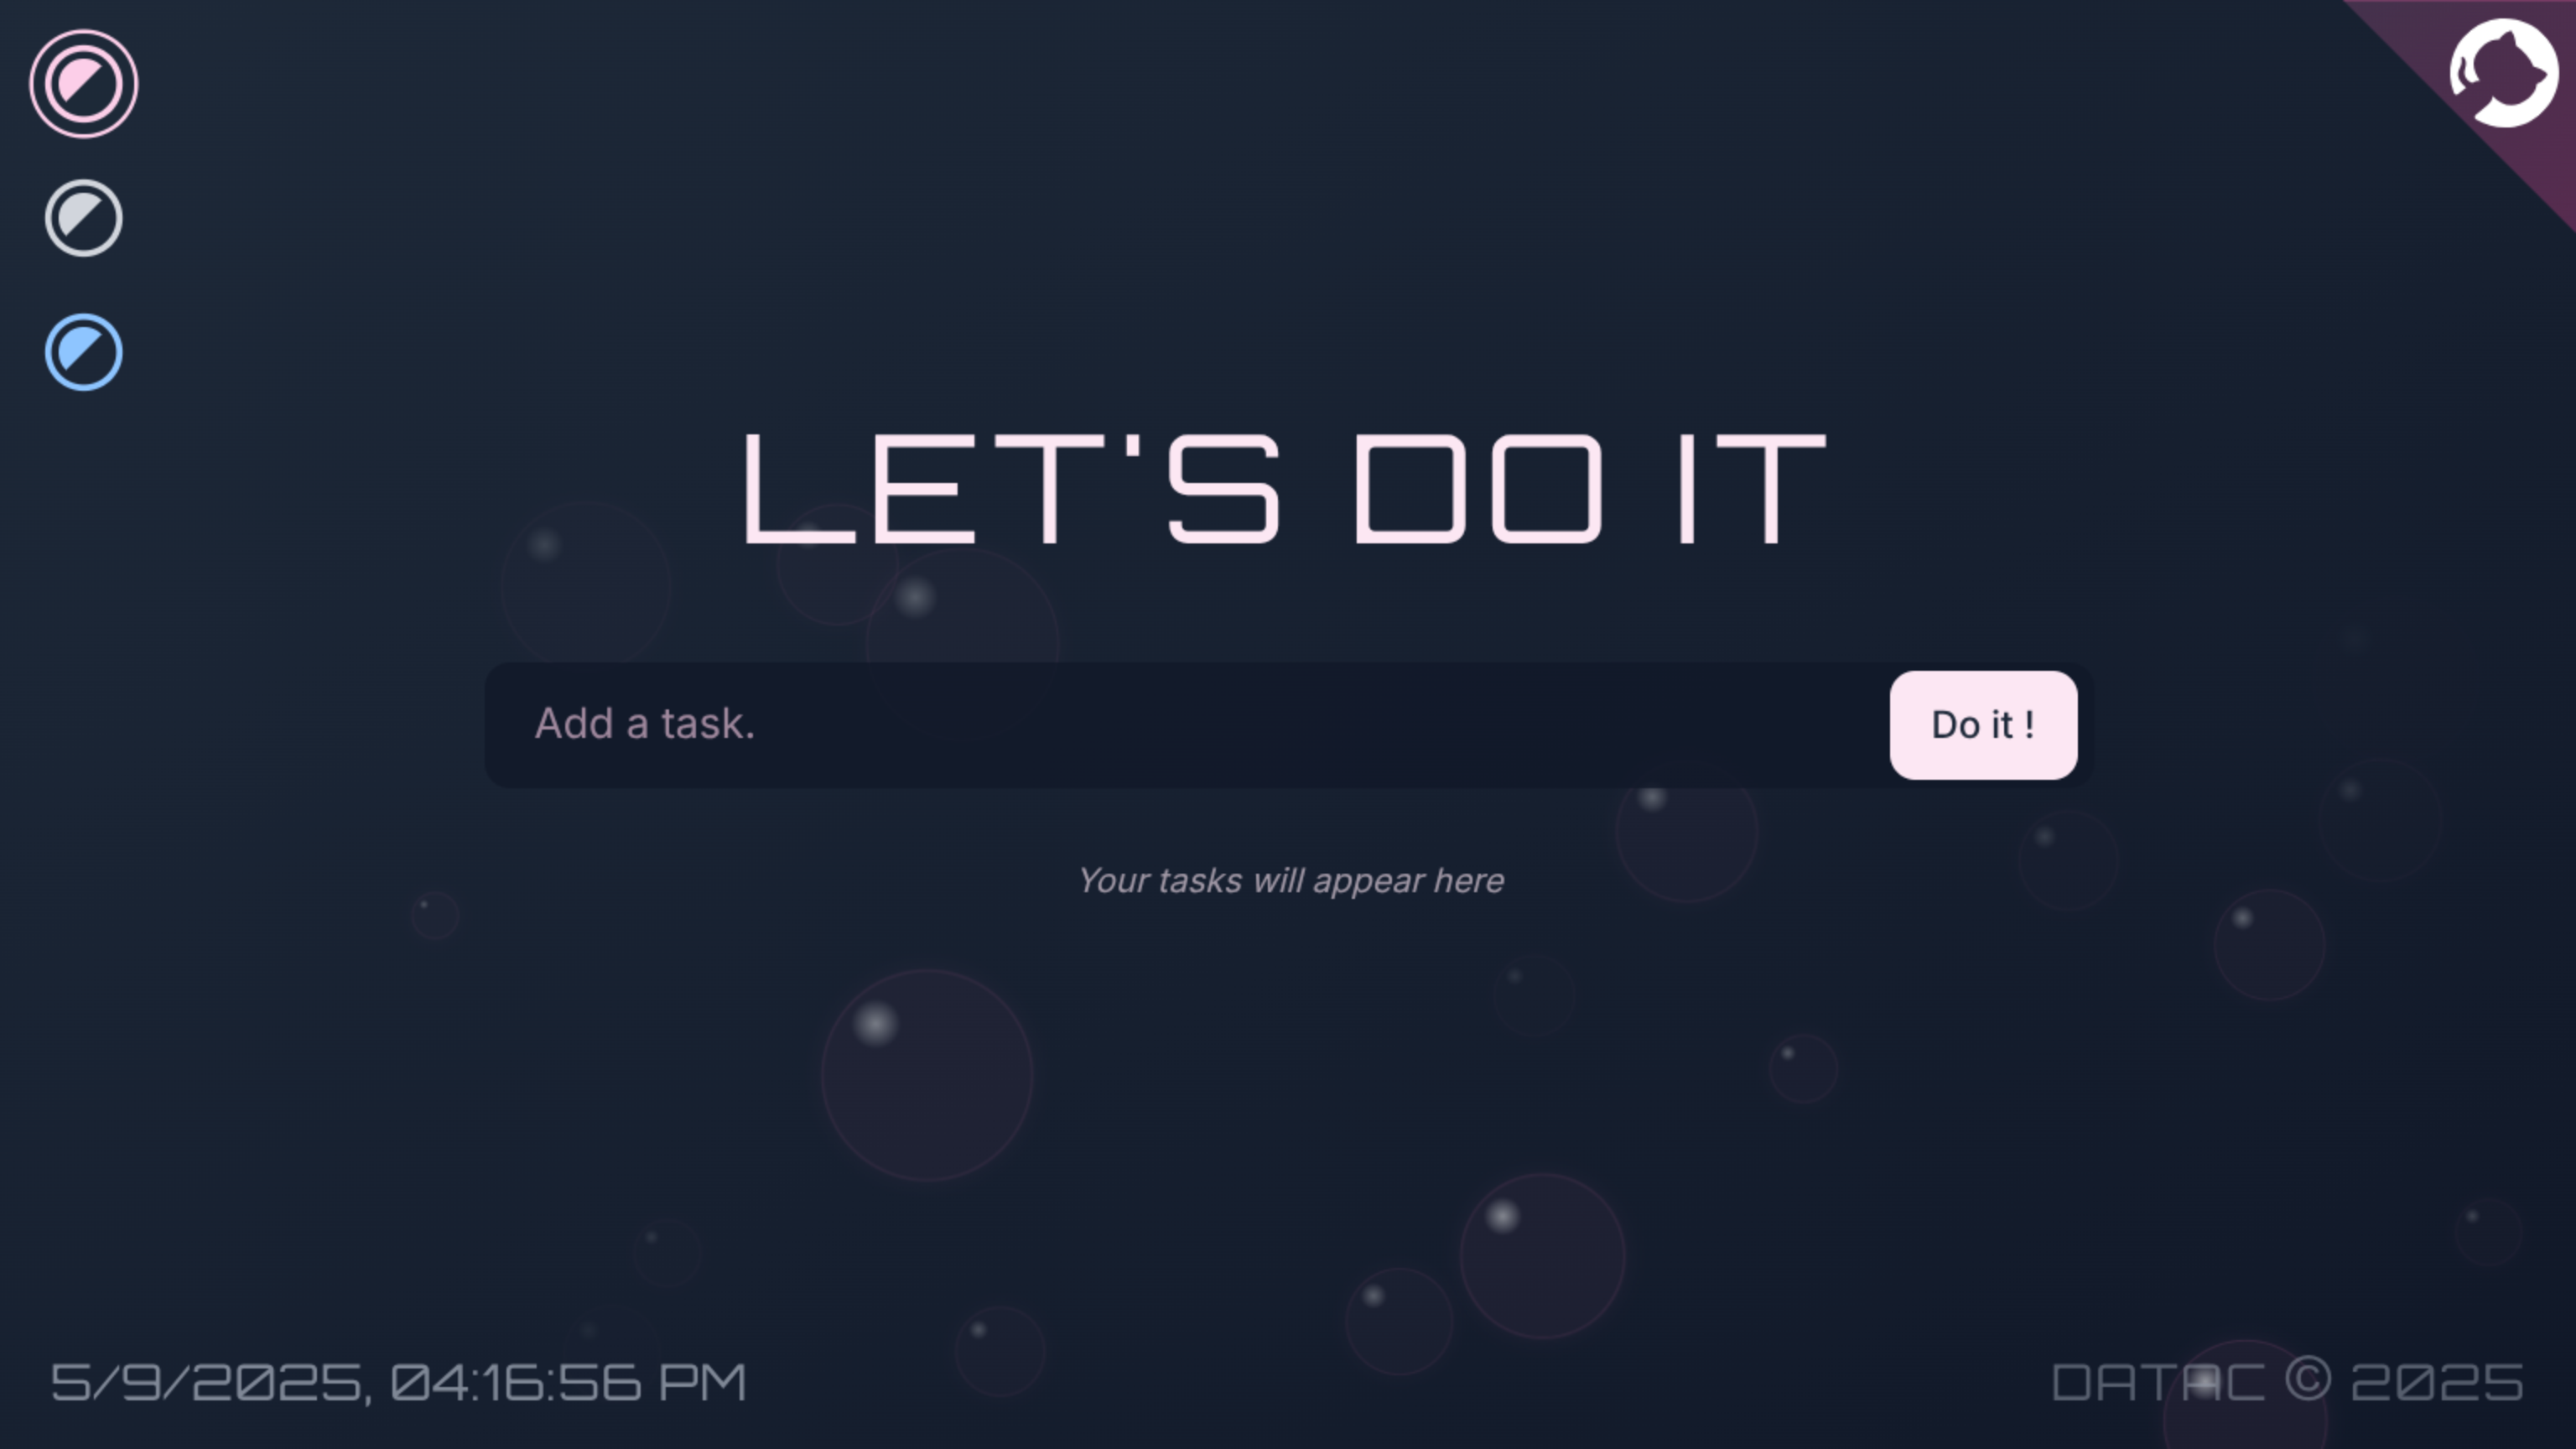 LET'S DO IT
Add a task.
Do it !
Your tasks will appear here
5/9/2025, 04:16:56 PM
DATAC © 2025